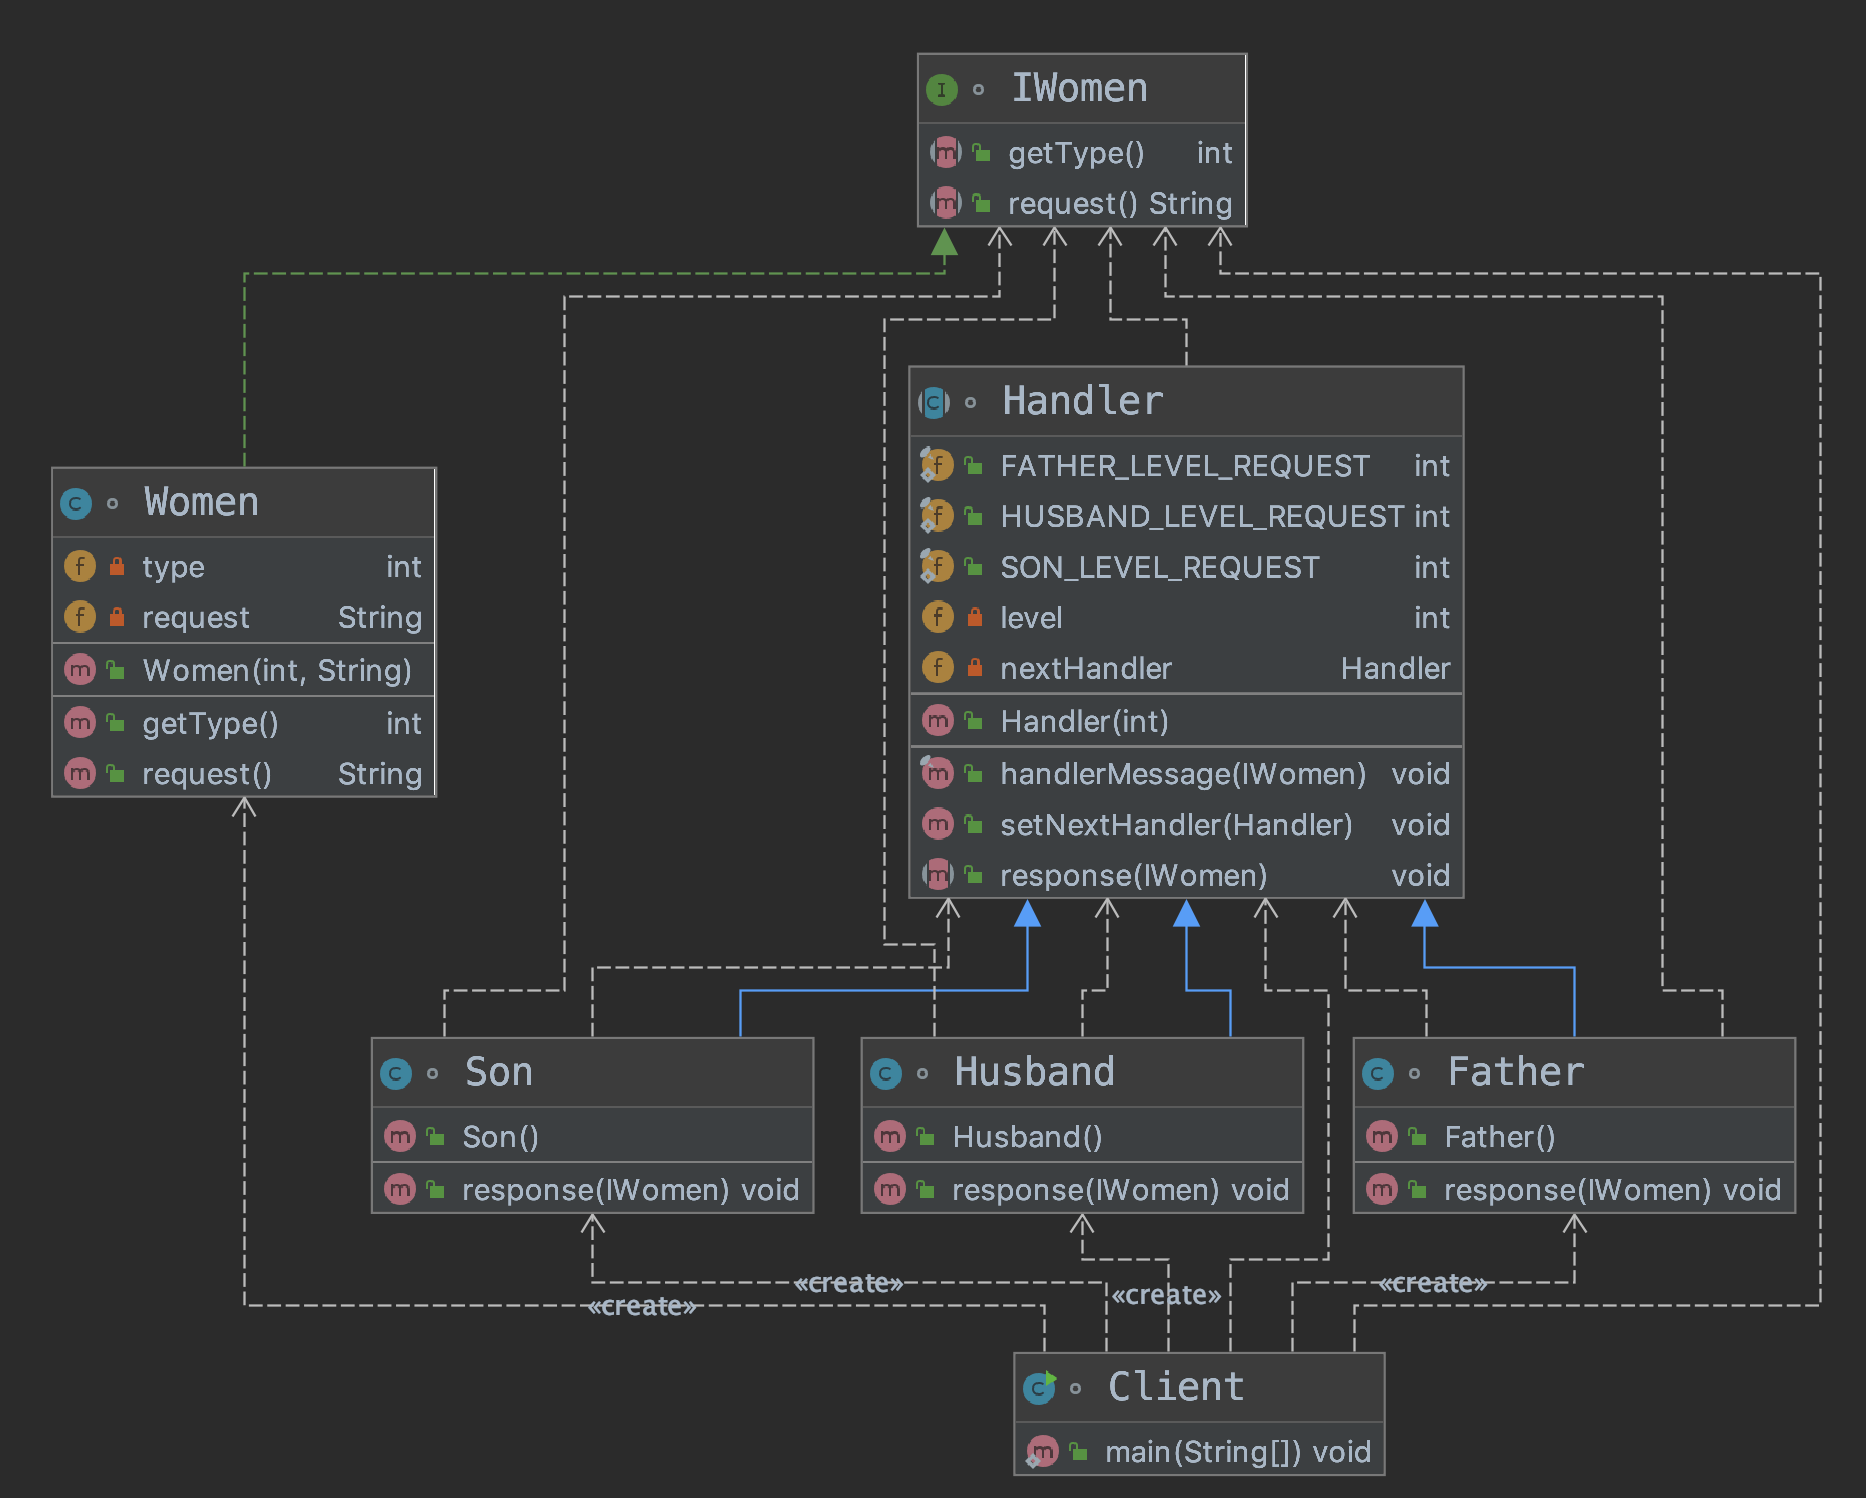 IWomen
getType() int
request() String
Handler
FATHER_LEVEL_REQUEST int
HUSBAND_LEVEL_REQUEST int
SON_LEVEL_REQUEST int
level int
nextHandler Handler
Handler(int)
handlerMessage(IWomen) void
setNextHandler(Handler) void
response(IWomen) void
Women
type int
request String
Women(int, String)
getType() int
request() String
Son
Son()
response(IWomen) void
Husband
Husband()
response(IWomen) void
Father
Father()
response(IWomen) void
«create»
«create»
«create»
«create»
Client
main(String[]) void